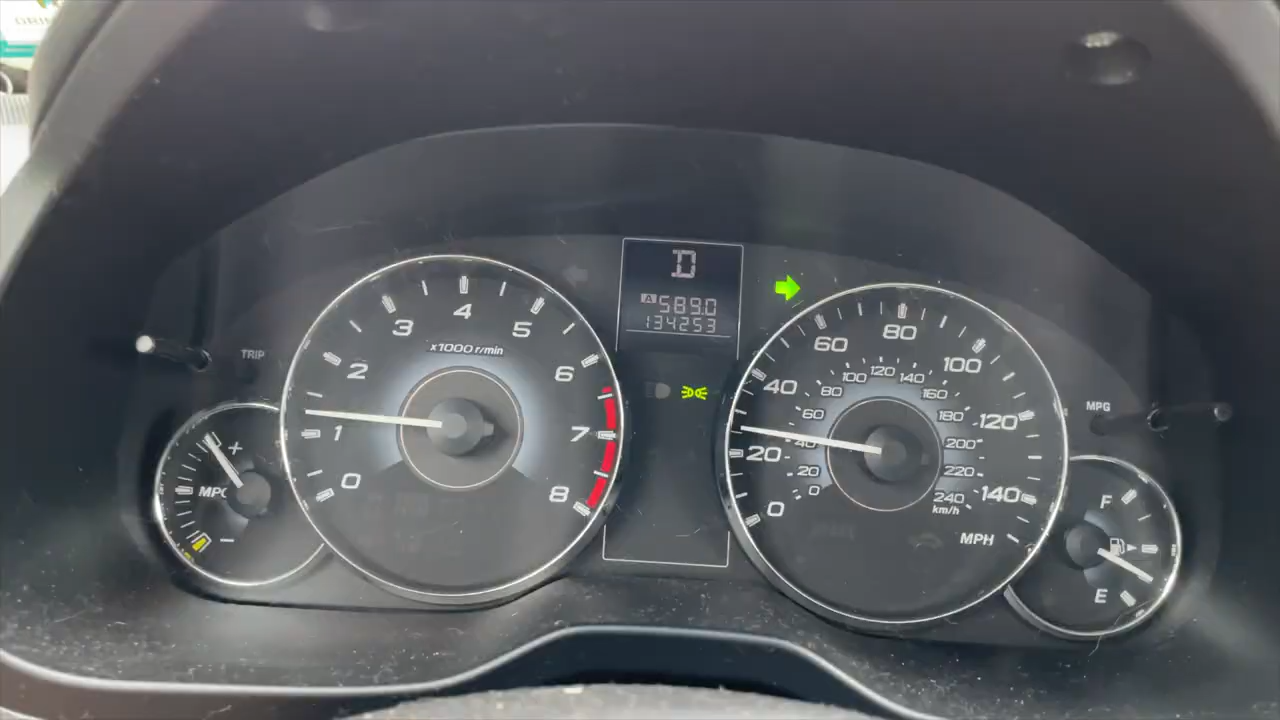 D
A 589.0
134253
TRIP
x1000 r/min
0 1 2 3 4 5 6 7 8
MPG
+
-
0 20 40 60 80 100 120 140
MPH
0 20 40 60 80 100 120 140 160 180 200 220 240
km/h
MPG
F
E